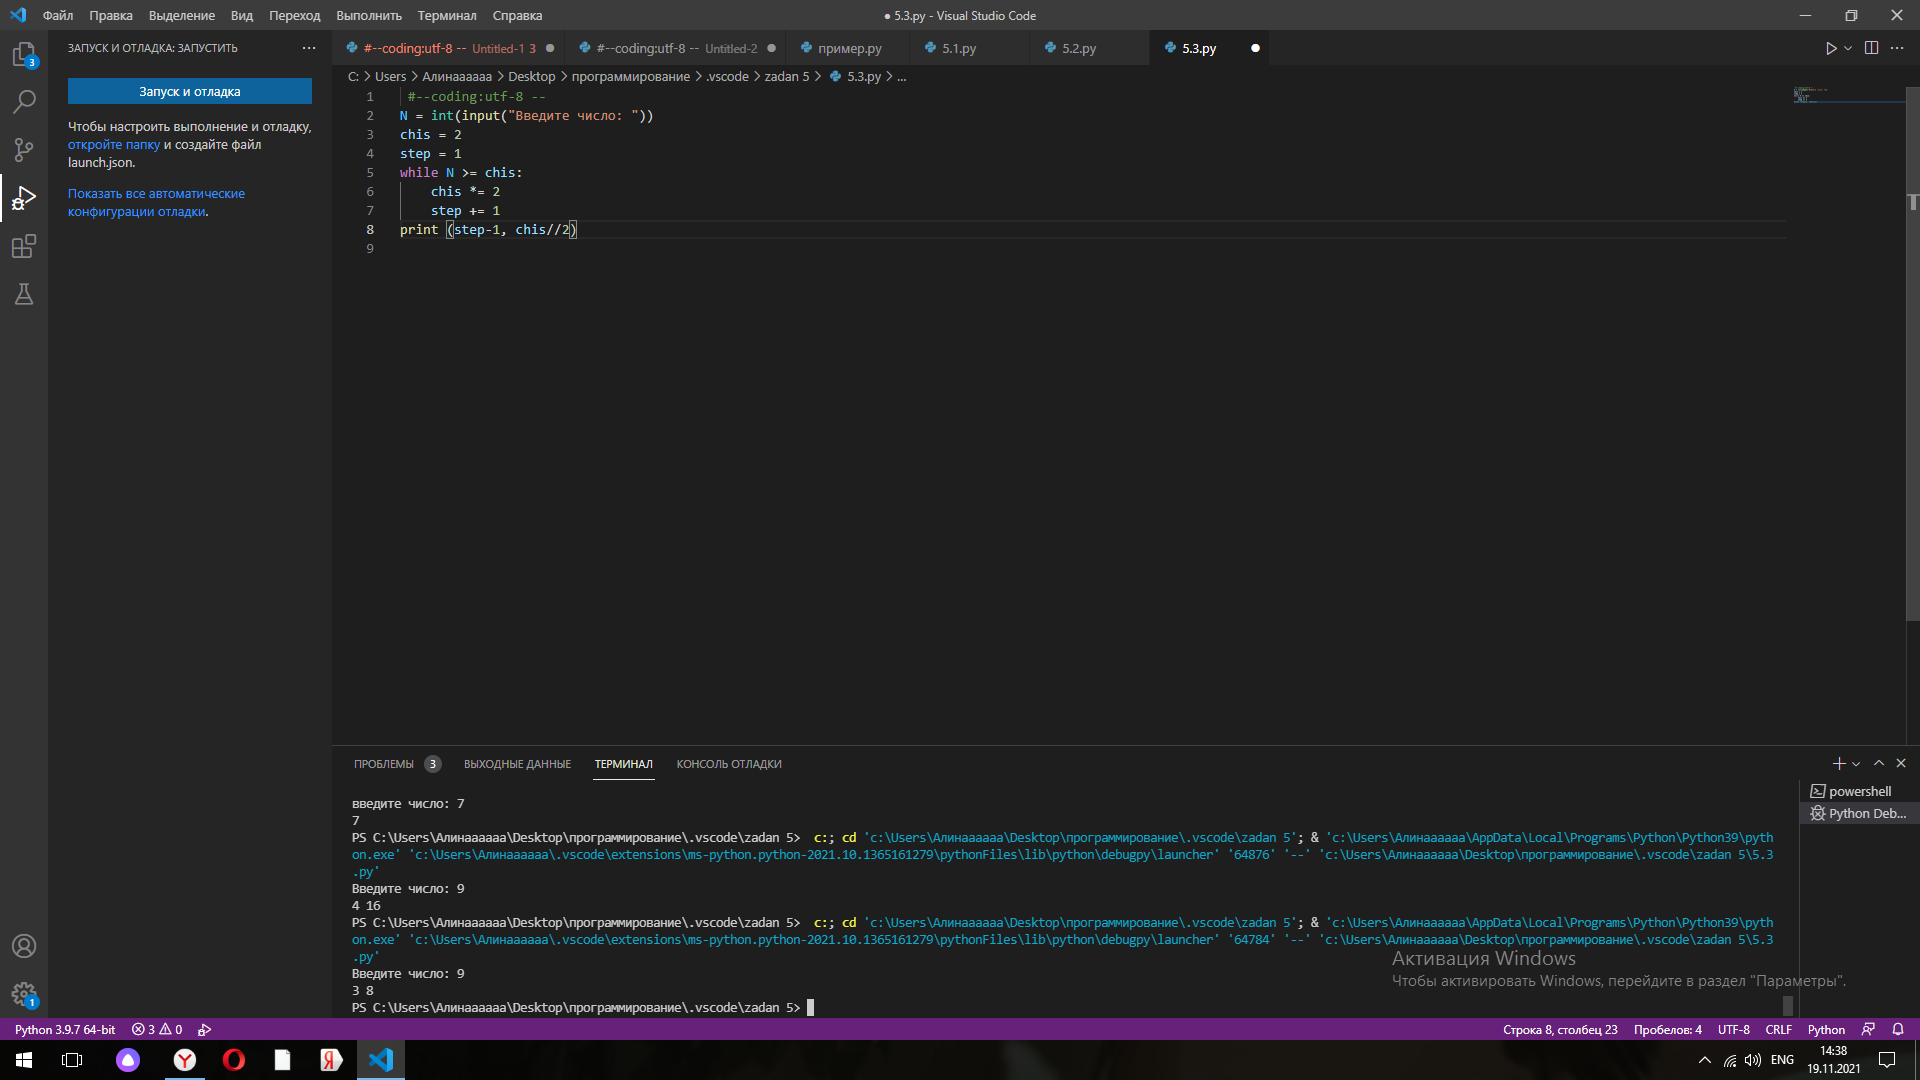 Файл Правка Выделение Вид Переход Выполнить Терминал Справка
● 5.3.py - Visual Studio Code
ЗАПУСК И ОТЛАДКА: ЗАПУСТИТЬ
#--coding:utf-8 -- Untitled-1 3
#--coding:utf-8 -- Untitled-2
пример.py
5.1.py
5.2.py
5.3.py
C: > Users > Алинаааааа > Desktop > программирование > .vscode > zadan 5 > 5.3.py > ...
3
Запуск и отладка
Чтобы настроить выполнение и отладку,
откройте папку и создайте файл
launch.json.
Показать все автоматические
конфигурации отладки.
1 #--coding:utf-8 --
2 N = int(input("Введите число: "))
3 chis = 2
4 step = 1
5 while N >= chis:
6 chis *= 2
7 step += 1
8 print (step-1, chis//2)
9
ПРОБЛЕМЫ 3 ВЫХОДНЫЕ ДАННЫЕ ТЕРМИНАЛ КОНСОЛЬ ОТЛАДКИ
powershell
Python Deb...
введите число: 7
7
PS C:\Users\Алинаааааа\Desktop\программирование\.vscode\zadan 5> c:; cd 'c:\Users\Алинаааааа\Desktop\программирование\.vscode\zadan 5'; & 'c:\Users\Алинаааааа\AppData\Local\Programs\Python\Python39\pyth
on.exe' 'c:\Users\Алинаааааа\.vscode\extensions\ms-python.python-2021.10.1365161279\pythonFiles\lib\python\debugpy\launcher' '64876' '--' 'c:\Users\Алинаааааа\Desktop\программирование\.vscode\zadan 5\5.3
.py'
Введите число: 9
4 16
PS C:\Users\Алинаааааа\Desktop\программирование\.vscode\zadan 5> c:; cd 'c:\Users\Алинаааааа\Desktop\программирование\.vscode\zadan 5'; & 'c:\Users\Алинаааааа\AppData\Local\Programs\Python\Python39\pyth
on.exe' 'c:\Users\Алинаааааа\.vscode\extensions\ms-python.python-2021.10.1365161279\pythonFiles\lib\python\debugpy\launcher' '64784' '--' 'c:\Users\Алинаааааа\Desktop\программирование\.vscode\zadan 5\5.3
.py'
Введите число: 9
3 8
PS C:\Users\Алинаааааа\Desktop\программирование\.vscode\zadan 5>
Активация Windows
Чтобы активировать Windows, перейдите в раздел "Параметры".
1
Python 3.9.7 64-bit 3 0
Строка 8, столбец 23 Пробелов: 4 UTF-8 CRLF Python
ENG
14:38
19.11.2021